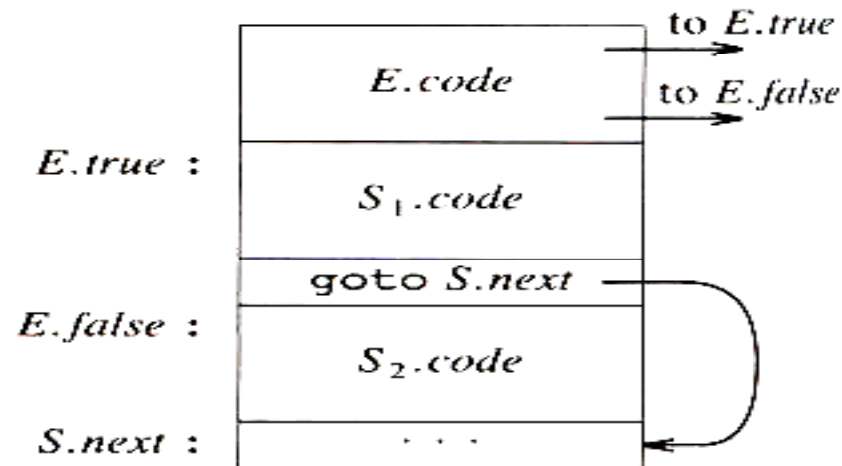 to E.true
E.code
to E.false
E.true :
S₁.code
goto S.next
E.false :
S₂.code
S.next :
. . .